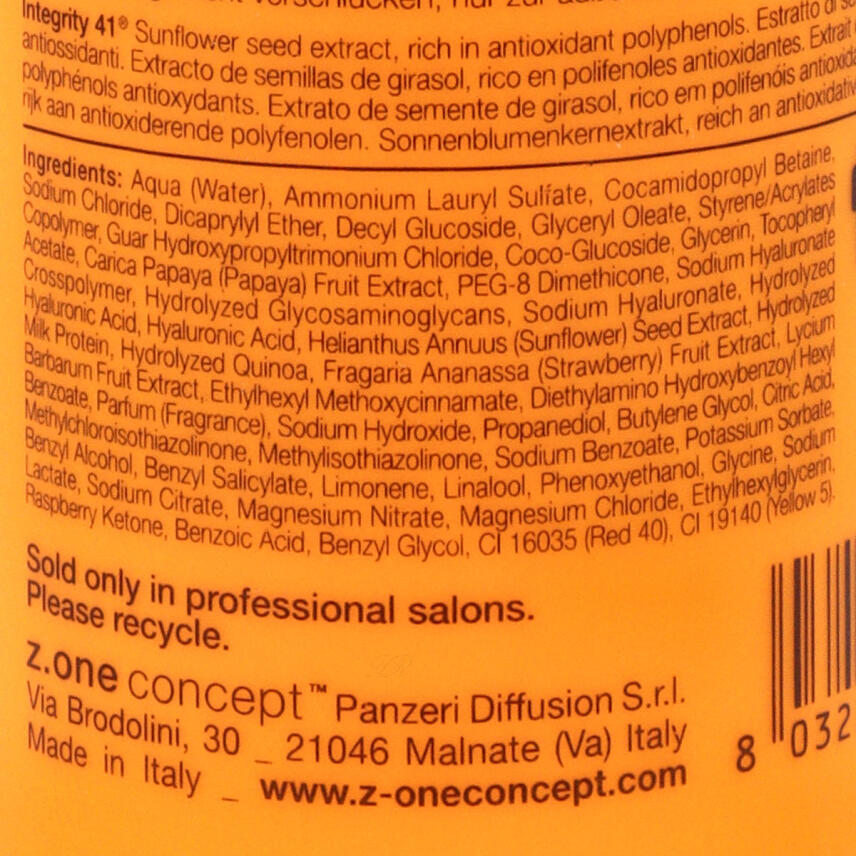 verschlucken, nur zur
Integrity 41® Sunflower seed extract, rich in antioxidant polyphenols. Estratto di
antiossidanti. Extracto de semillas de girasol, rico en polifenoles antioxidantes. Extrait
polyphénols antioxydants. Extrato de semente de girasol, rico em polifenóis
rijk aan antioxiderende polyfenolen. Sonnenblumenkernextrakt, reich an
Ingredients: Aqua (Water), Ammonium Lauryl Sulfate, Cocamidopropyl Betaine,
Sodium Chloride, Dicaprylyl Ether, Decyl Glucoside, Glyceryl Oleate, Styrene/Acrylates
Copolymer, Guar Hydroxypropyltrimonium Chloride, Coco-Glucoside, Glycerin, Tocopheryl
Acetate, Carica Papaya (Papaya) Fruit Extract, PEG-8 Dimethicone, Sodium Hyaluronate
Crosspolymer, Hydrolyzed Glycosaminoglycans, Sodium Hyaluronate, Hydrolyzed
Hyaluronic Acid, Hyaluronic Acid, Helianthus Annuus (Sunflower) Seed Extract, Hydrolyzed
Milk Protein, Hydrolyzed Quinoa, Fragaria Ananassa (Strawberry) Fruit Extract, Lycium
Barbarum Fruit Extract, Ethylhexyl Methoxycinnamate, Diethylamino Hydroxybenzoyl Hexyl
Benzoate, Parfum (Fragrance), Sodium Hydroxide, Propanediol, Butylene Glycol, Citric Acid,
Methylchloroisothiazolinone, Methylisothiazolinone, Sodium Benzoate, Potassium Sorbate,
Benzyl Alcohol, Benzyl Salicylate, Limonene, Linalool, Phenoxyethanol, Glycine, Sodium
Lactate, Sodium Citrate, Magnesium Nitrate, Magnesium Chloride, Ethylhexylglycerin,
Raspberry Ketone, Benzoic Acid, Benzyl Glycol, CI 16035 (Red 40), CI 19140 (Yellow 5).
Sold only in professional salons.
Please recycle.
z.one concept™ Panzeri Diffusion S.r.l.
Via Brodolini, 30 _ 21046 Malnate (Va) Italy
Made in Italy _ www.z-oneconcept.com
8 032